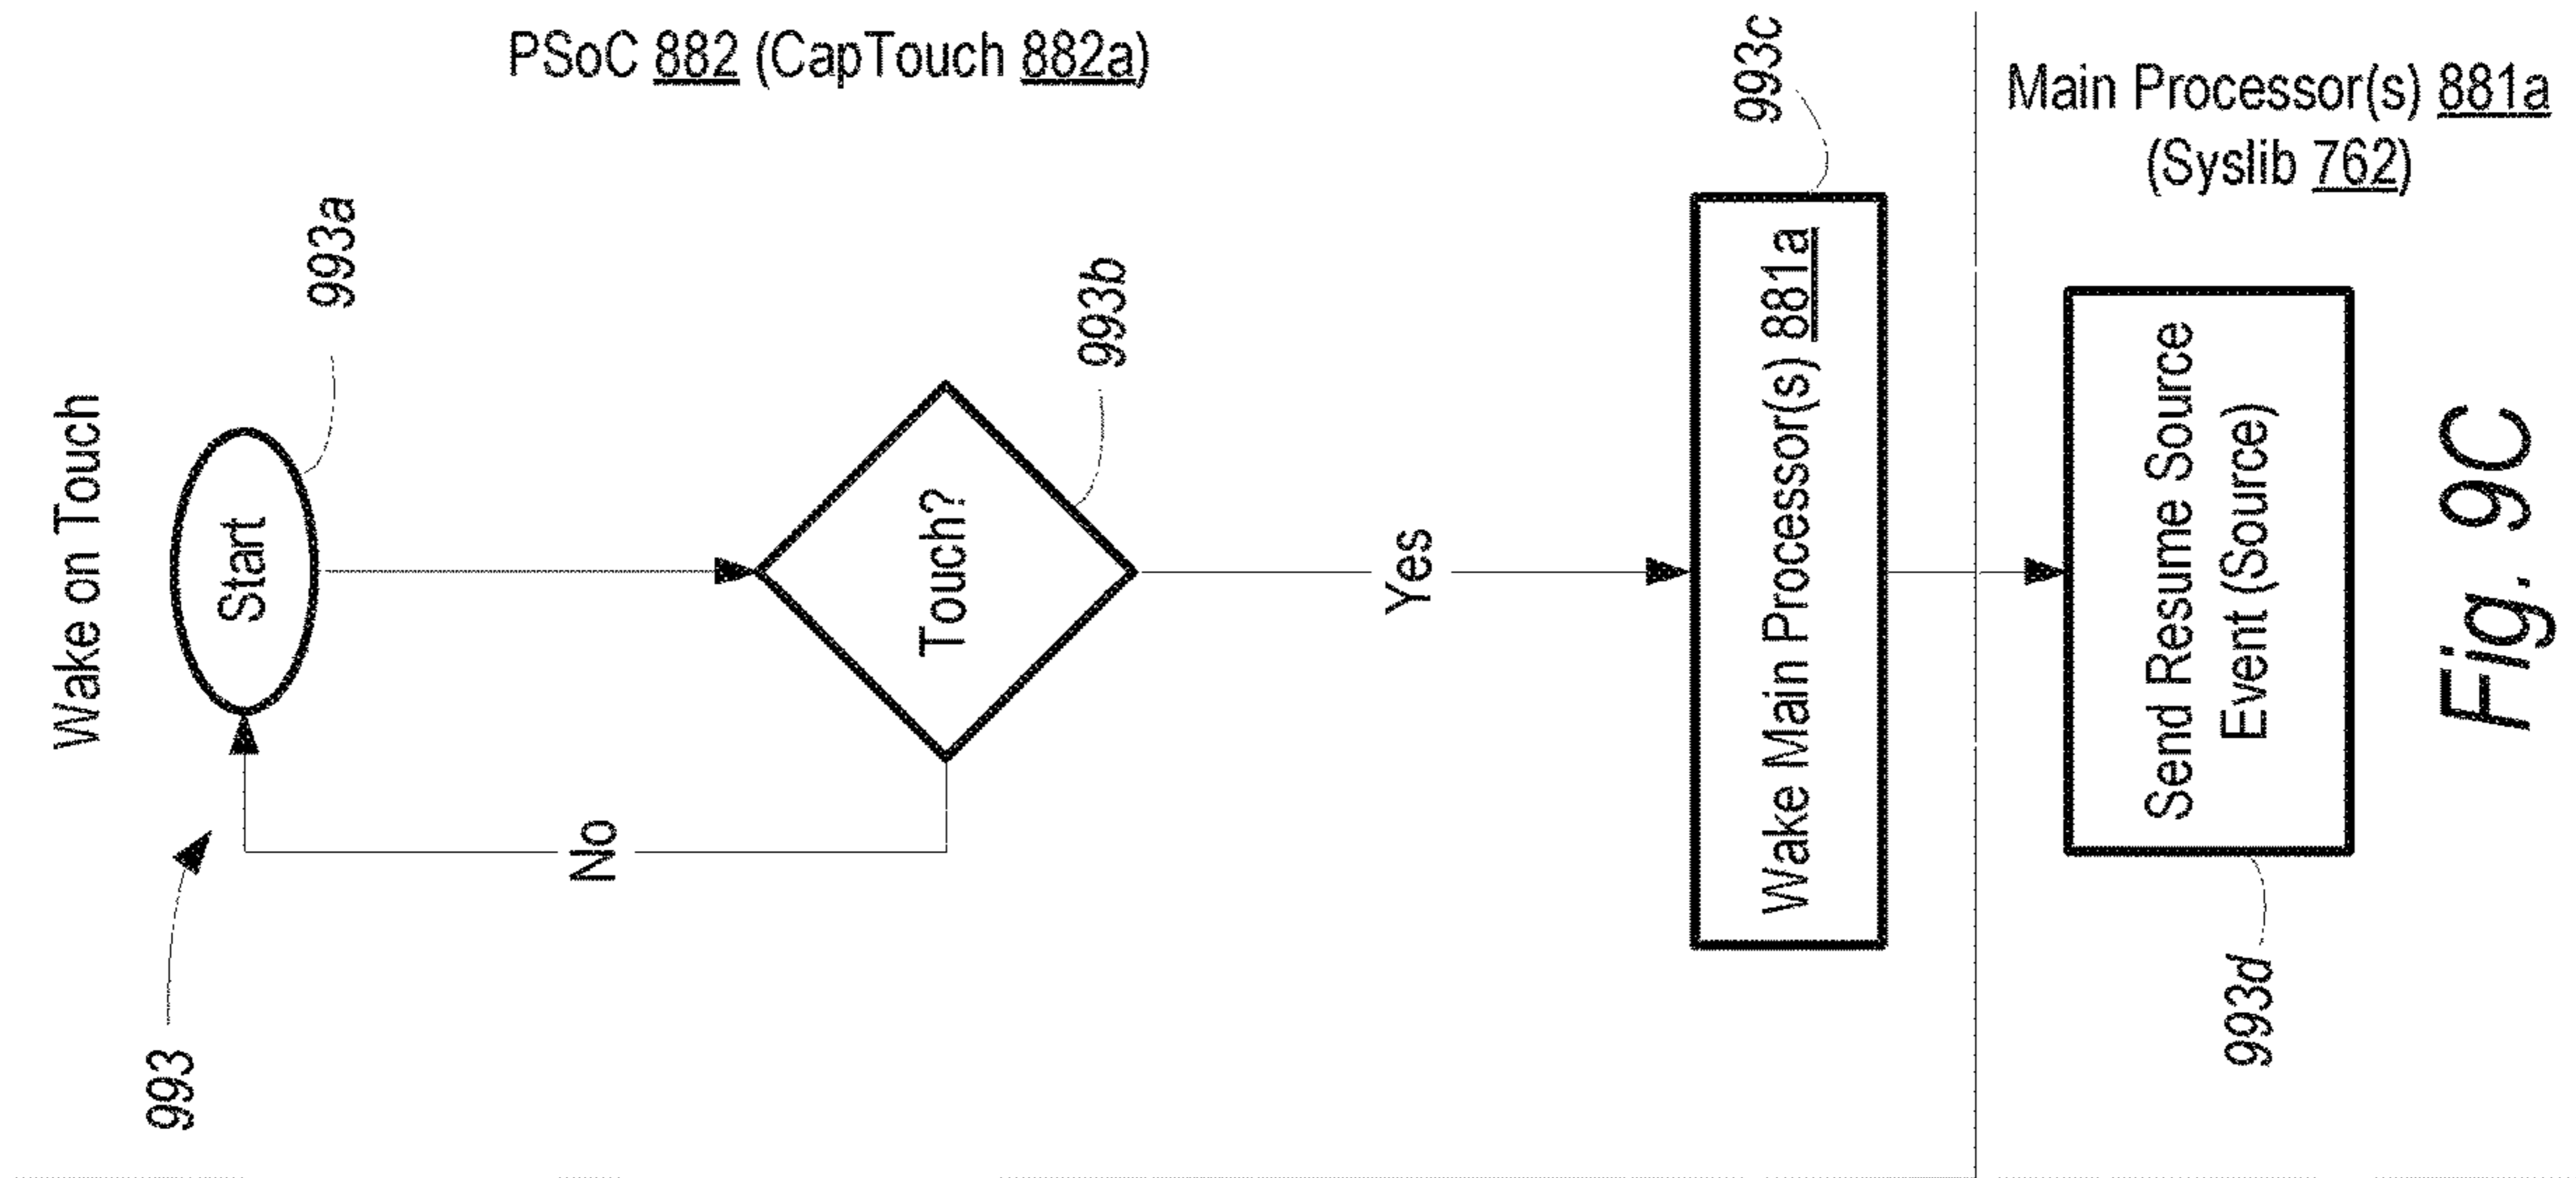 PSoC 882 (CapTouch 882a)
Main Processor(s) 881a
(Syslib 762)
Wake on Touch
993
Start
993a
No
Touch?
993b
Yes
Wake Main Processor(s) 881a
993c
Send Resume Source
Event (Source)
993d
Fig. 9C